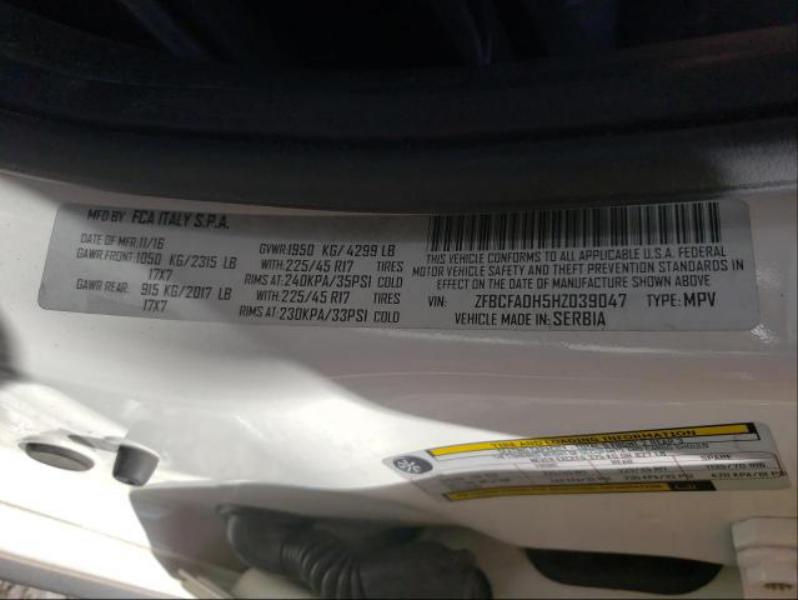 MFD BY FCA ITALY S.P.A.
DATE OF MFR.11/16 GVWR:1950 KG/4299 LB
GAWR FRONT:1050 KG/2315 LB WITH:225/45 R17 TIRES
17X7 RIMS AT:240KPA/35PSI COLD
GAWR REAR: 915 KG/2017 LB WITH:225/45 R17 TIRES
17X7 RIMS AT:230KPA/33PSI COLD
THIS VEHICLE CONFORMS TO ALL APPLICABLE U.S.A. FEDERAL
MOTOR VEHICLE SAFETY AND THEFT PREVENTION STANDARDS IN
EFFECT ON THE DATE OF MANUFACTURE SHOWN ABOVE
VIN: ZFBCFADH5HZ039047 TYPE: MPV
VEHICLE MADE IN: SERBIA
TIRE AND LOADING INFORMATION
REAR SPARE